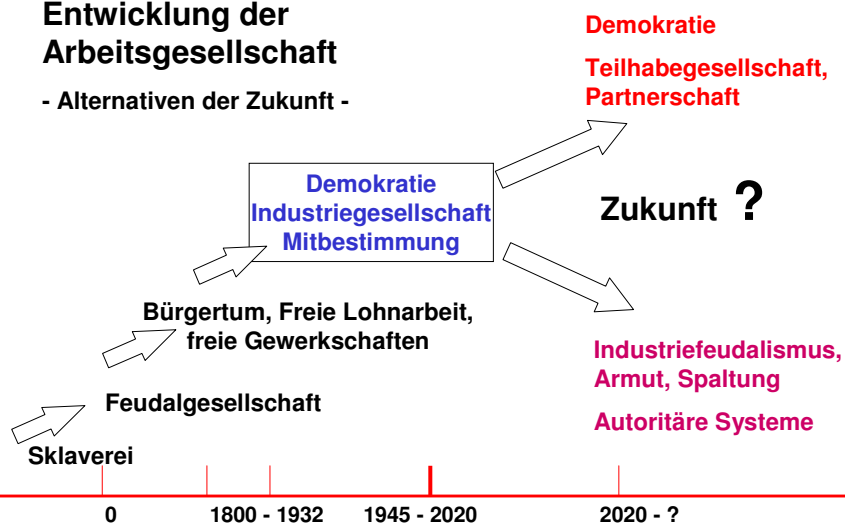 Entwicklung der
Arbeitsgesellschaft
- Alternativen der Zukunft -
Demokratie
Teilhabegesellschaft,
Partnerschaft
Demokratie
Industriegesellschaft
Mitbestimmung
Zukunft ?
Bürgertum, Freie Lohnarbeit,
freie Gewerkschaften
Industriefeudalismus,
Armut, Spaltung
Autoritäre Systeme
Feudalgesellschaft
Sklaverei
0 1800 - 1932 1945 - 2020 2020 - ?